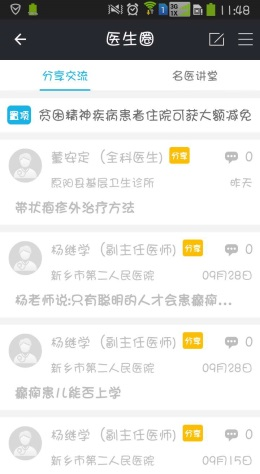 11:48
医生圈
分享交流 名医讲堂
置顶 贫困精神疾病患者住院可获大额减免
董安定（全科医生） 分享 0
原阳县基层卫生诊所 昨天
带状疱疹外治疗方法
杨继学（副主任医师) 分享 0
新乡市第二人民医院 09月28日
杨老师说:只有聪明的人才会患癫痫...
杨继学（副主任医师) 分享 0
新乡市第二人民医院 09月28日
癫痫患儿能否上学
杨继学（副主任医师) 分享 0
新乡市第二人民医院 09月15日